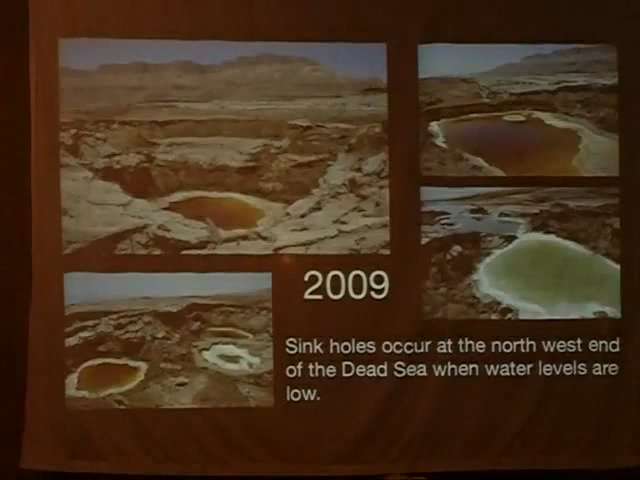 2009
Sink holes occur at the north west end
of the Dead Sea when water levels are
low.